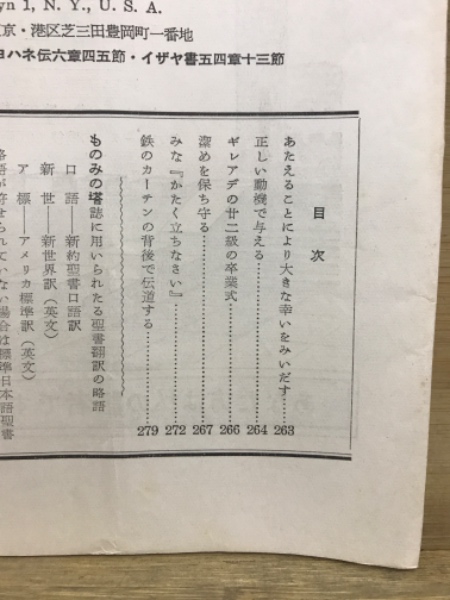 yn 1, N. Y., U. S. A.
京・港区芝三田豊岡町一番地
ヨハネ伝六章四五節・イザヤ書五四章十三節
目次
あたえることにより大きな幸いをみいだす……263
正しい動機で与える……264
ギレアデの廿二級の卒業式……266
潔めを保ち守る……267
みな『かたく立ちなさい』……272
鉄のカーテンの背後で伝道する……279
ものみの塔誌に用いられたる聖書翻訳の略語
口 語――新約聖書口語訳
新 世――新世界訳(英文)
ア 標――アメリカ標準訳(英文)
略語が寄せられていない場合は標準日本語聖書